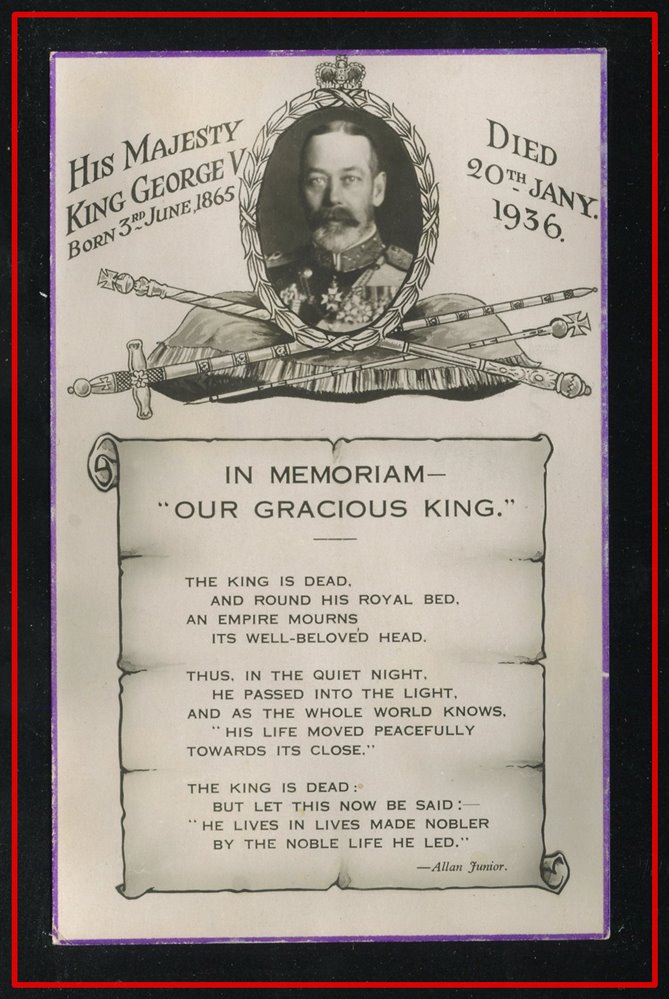 HIS MAJESTY
KING GEORGE V
BORN 3RD JUNE, 1865
DIED
20TH JANY.
1936.
IN MEMORIAM—
"OUR GRACIOUS KING."
THE KING IS DEAD,
AND ROUND HIS ROYAL BED,
AN EMPIRE MOURNS
ITS WELL-BELOVED HEAD.
THUS, IN THE QUIET NIGHT,
HE PASSED INTO THE LIGHT,
AND AS THE WHOLE WORLD KNOWS,
"HIS LIFE MOVED PEACEFULLY
TOWARDS ITS CLOSE."
THE KING IS DEAD:
BUT LET THIS NOW BE SAID:—
"HE LIVES IN LIVES MADE NOBLER
BY THE NOBLE LIFE HE LED."
—Allan Junior.